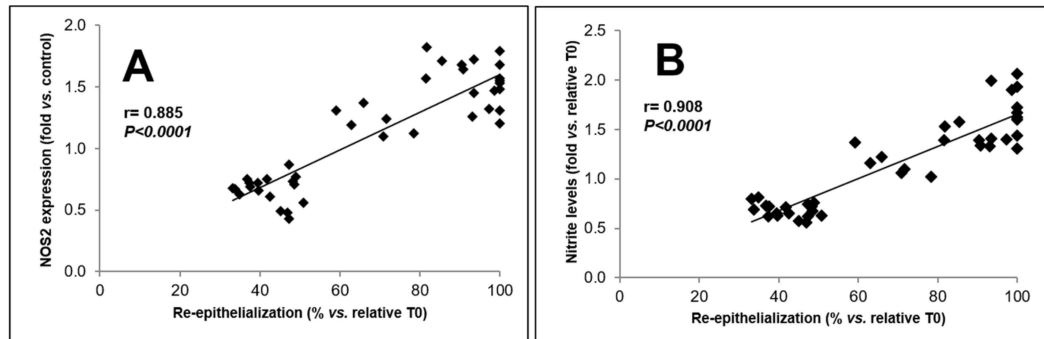 A
r= 0.885
P<0.0001
NOS2 expression (fold vs. control)
2.0
1.5
1.0
0.5
0.0
0
20
40
60
80
100
Re-epithelialization (% vs. relative T0)
B
r= 0.908
P<0.0001
Nitrite levels (fold vs. relative T0)
2.5
2.0
1.5
1.0
0.5
0.0
0
20
40
60
80
100
Re-epithelialization (% vs. relative T0)